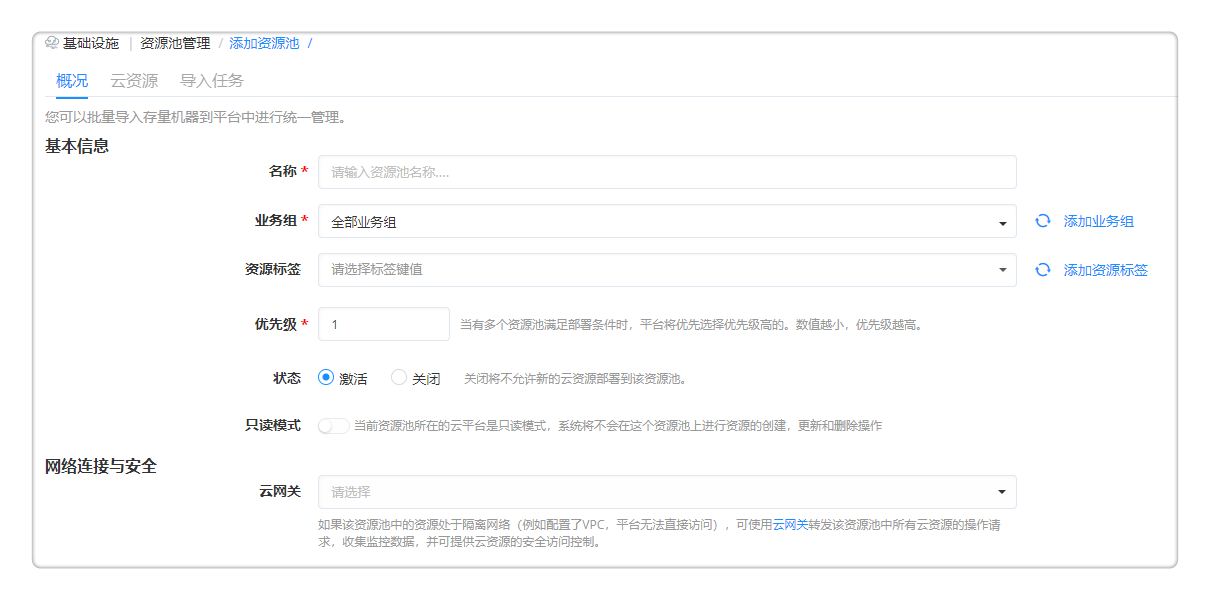 基础设施 | 资源池管理 / 添加资源池 /
概况 云资源 导入任务
您可以批量导入存量机器到平台中进行统一管理。
基本信息
名称 * 请输入资源池名称....
业务组 * 全部业务组 添加业务组
资源标签 请选择标签键值 添加资源标签
优先级 * 1 当有多个资源池满足部署条件时，平台将优先选择优先级高的。数值越小，优先级越高。
状态 激活 关闭 关闭将不允许新的云资源部署到该资源池。
只读模式 当前资源池所在的云平台是只读模式，系统将不会在这个资源池上进行资源的创建，更新和删除操作
网络连接与安全
云网关 请选择
如果该资源池中的资源处于隔离网络（例如配置了VPC，平台无法直接访问），可使用云网关转发该资源池中所有云资源的操作请
求，收集监控数据，并可提供云资源的安全访问控制。